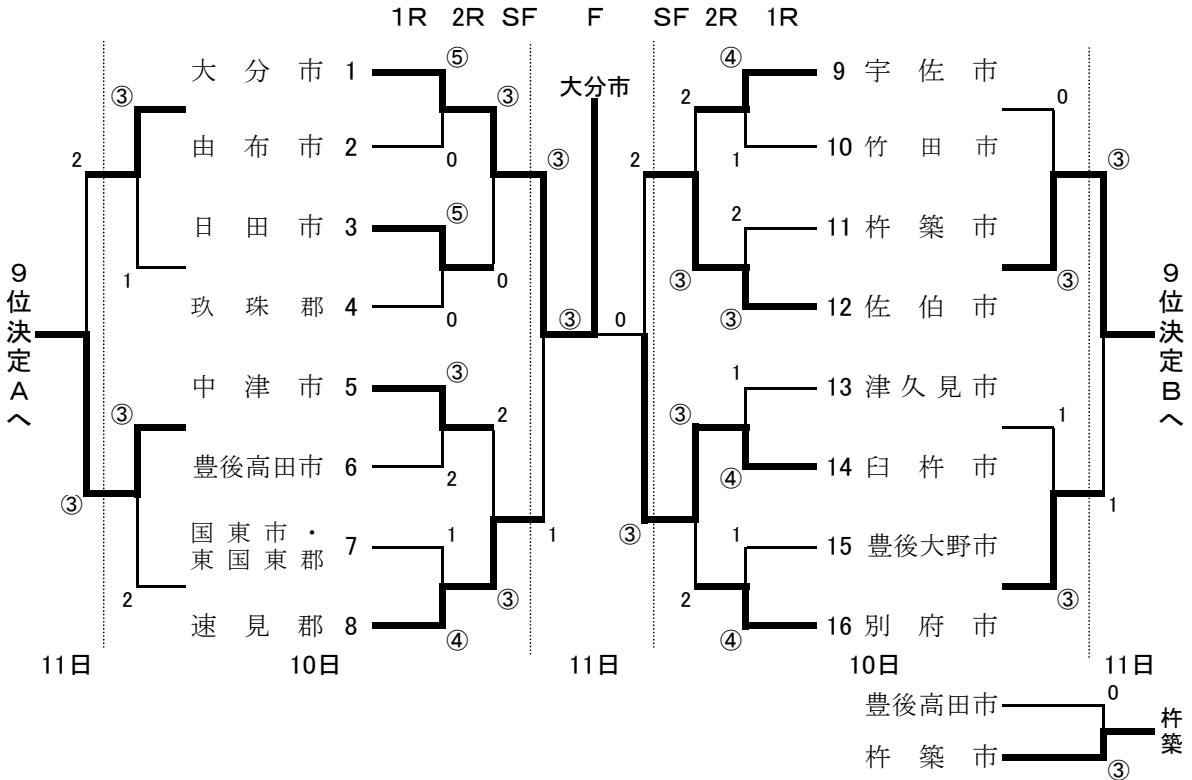 1R 2R SF F SF 2R 1R
大分市 1 ⑤ 大分市 ④ 9 宇佐市
③ ③ 2 0
由布市 2 0 1 10 竹田市
2 ③ 2 ③
日田市 3 ⑤ 2 11 杵築市
1 0 ③ ③
玖珠郡 4 0 ③ 12 佐伯市
9位決定Aへ ③ 0 9位決定Bへ
中津市 5 ③ 1 13 津久見市
③ 2 ③ 1
豊後高田市 6 2 ④ 14 臼杵市
③ 1 ③ 1
国東市・
東国東郡 7 1 1 15 豊後大野市
2 ③ 2 ③
速見郡 8 ④ ④ 16 別府市
11日 10日 11日 10日 11日
豊後高田市 0
杵築市 ③ 杵築